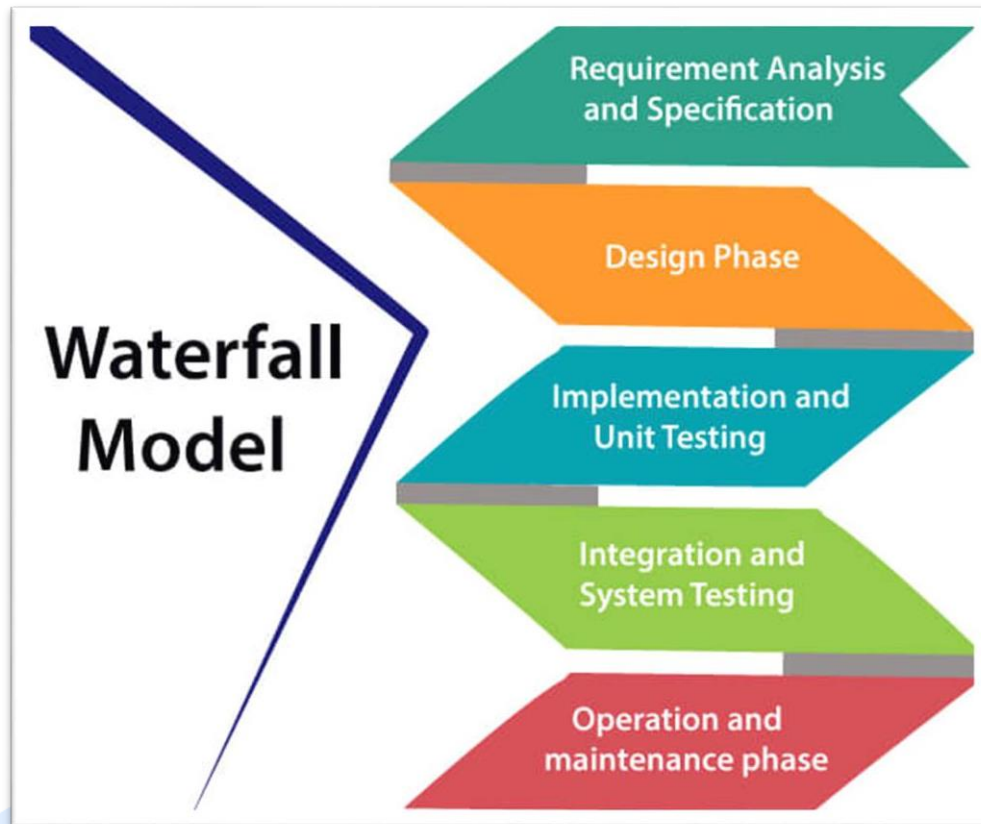 Waterfall
Model
Requirement Analysis
and Specification
Design Phase
Implementation and
Unit Testing
Integration and
System Testing
Operation and
maintenance phase